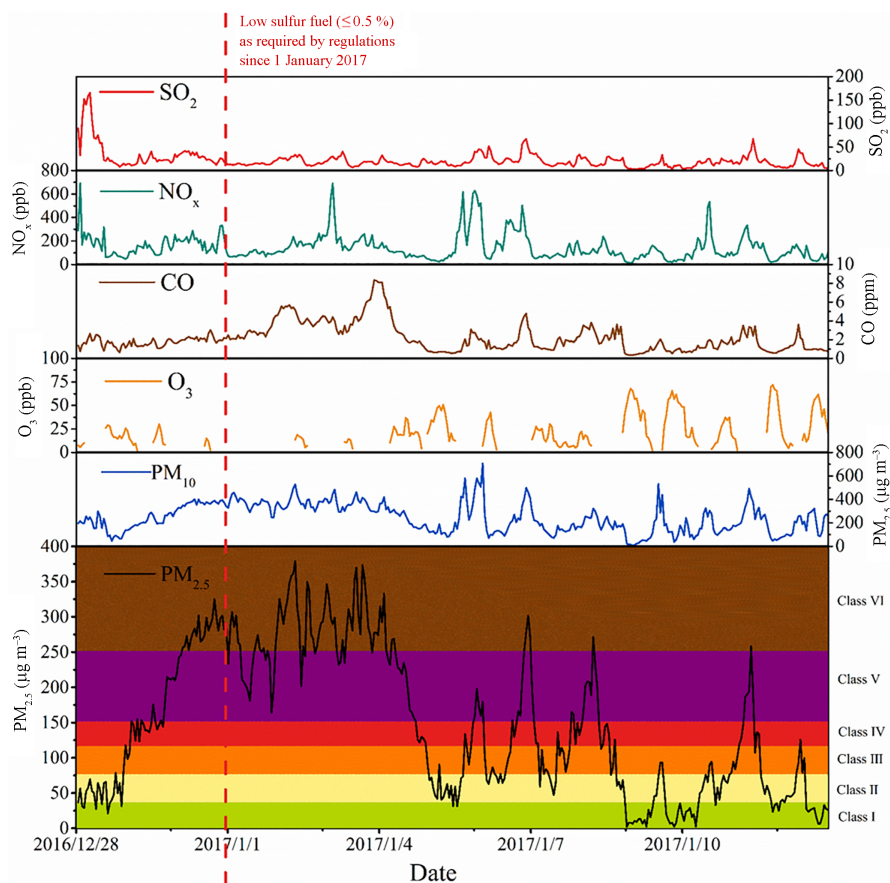 Low sulfur fuel (≤0.5 %)
as required by regulations
since 1 January 2017
SO2
200
150
100
50
0
SO2 (ppb)
NOx
800
600
400
200
0
NOx (ppb)
CO
10
8
6
4
2
0
CO (ppm)
O3
100
75
50
25
0
O3 (ppb)
PM10
800
600
400
200
0
PM2.5 (μg m−3)
PM2.5
400
350
300
250
200
150
100
50
0
PM2.5 (μg m−3)
Class VI
Class V
Class IV
Class III
Class II
Class I
2016/12/28 2017/1/1 2017/1/4 2017/1/7 2017/1/10
Date